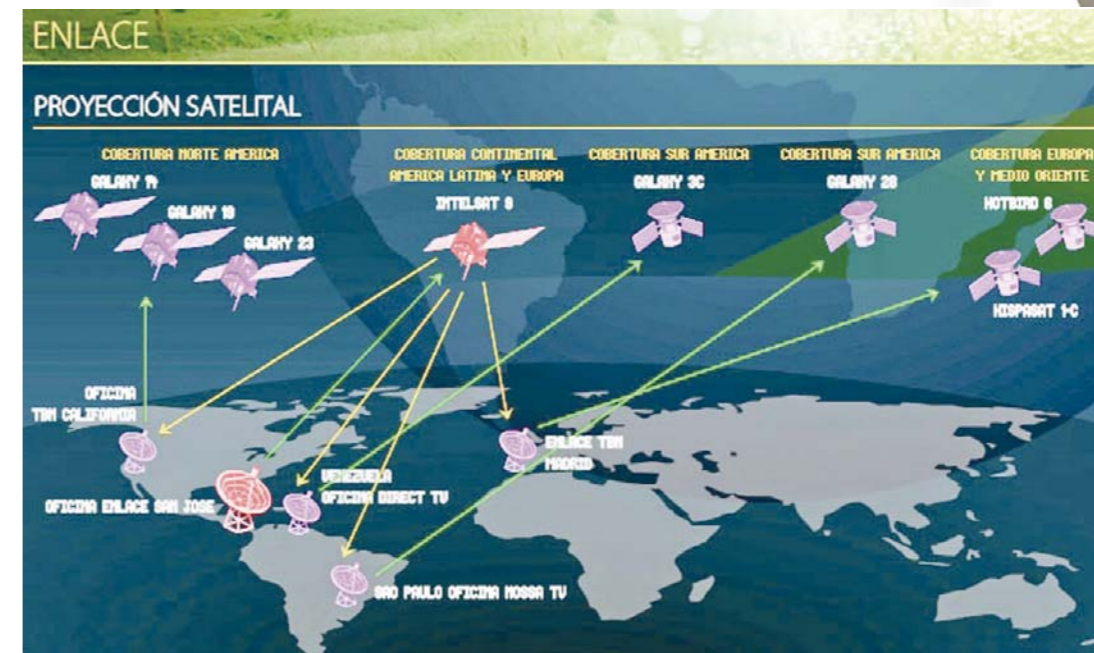 ENLACE
PROYECCIÓN SATELITAL
COBERTURA NORTE AMERICA
GALAXY 14
GALAXY 19
GALAXY 23
COBERTURA CONTINENTAL
AMERICA LATINA Y EUROPA
INTELSAT 9
COBERTURA SUR AMERICA
GALAXY 3C
COBERTURA SUR AMERICA
GALAXY 28
COBERTURA EUROPA
Y MEDIO ORIENTE
HOTBIRD 6
HISPASAT 1-C
OFICINA
TBN CALIFORNIA
OFICINA ENLACE SAN JOSE
VENEZUELA
OFICINA DIRECT TV
ENLACE TBN
MADRID
SAO PAULO OFICINA NOSSA TV